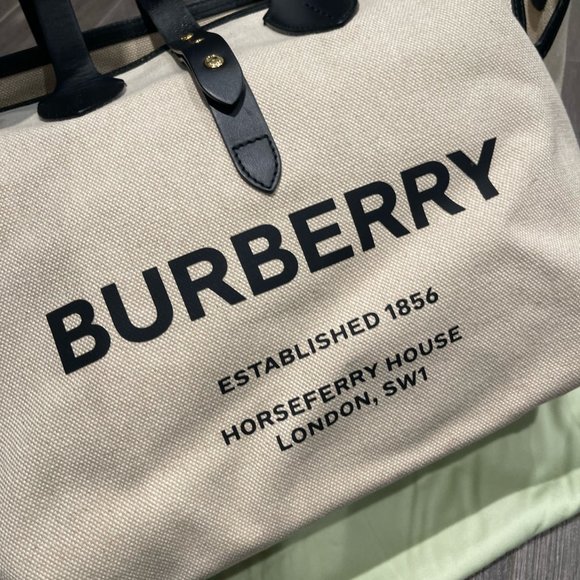 BURBERRY
ESTABLISHED 1856
HORSEFERRY HOUSE
LONDON, SW1